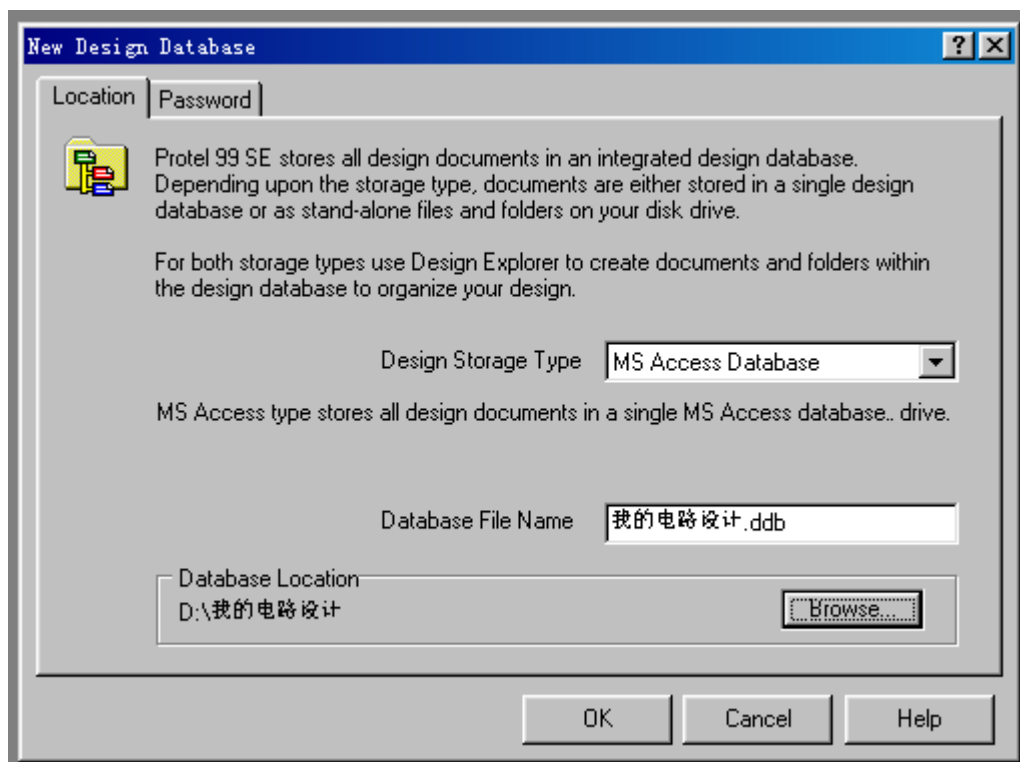 New Design Database
Location
Password
Protel 99 SE stores all design documents in an integrated design database.
Depending upon the storage type, documents are either stored in a single design
database or as stand-alone files and folders on your disk drive.
For both storage types use Design Explorer to create documents and folders within
the design database to organize your design.
Design Storage Type
MS Access Database
MS Access type stores all design documents in a single MS Access database.. drive.
Database File Name
我的电路设计.ddb
Database Location
D:\我的电路设计
Browse...
OK
Cancel
Help